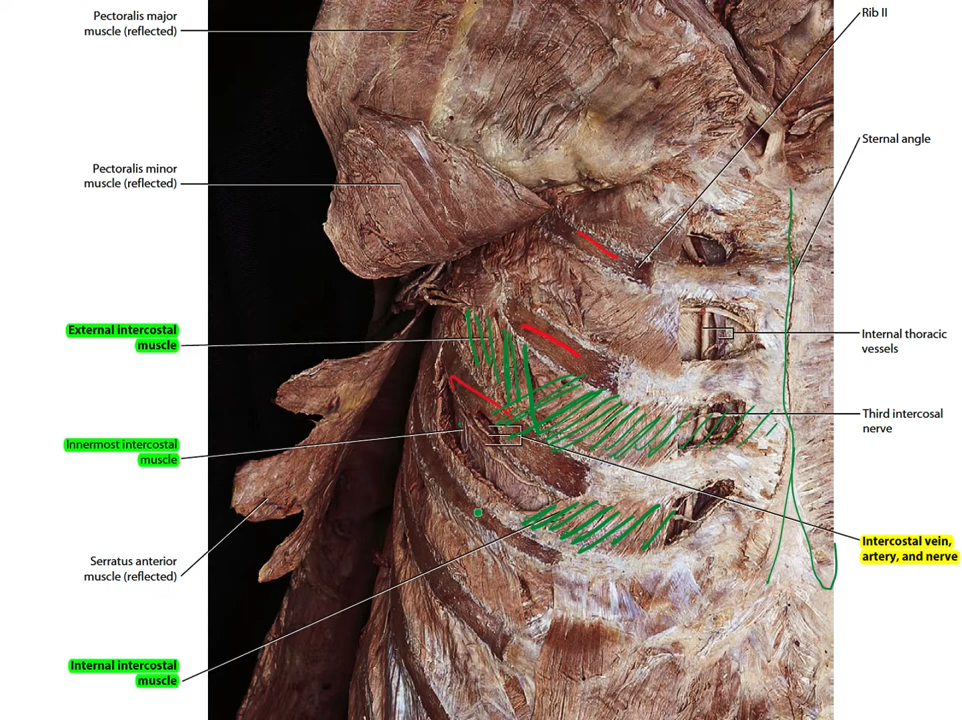 Pectoralis major
muscle (reflected)
Rib II
Sternal angle
Pectoralis minor
muscle (reflected)
External intercostal
muscle
Internal thoracic
vessels
Third intercosal
nerve
Innermost intercostal
muscle
Intercostal vein,
artery, and nerve
Serratus anterior
muscle (reflected)
Internal intercostal
muscle